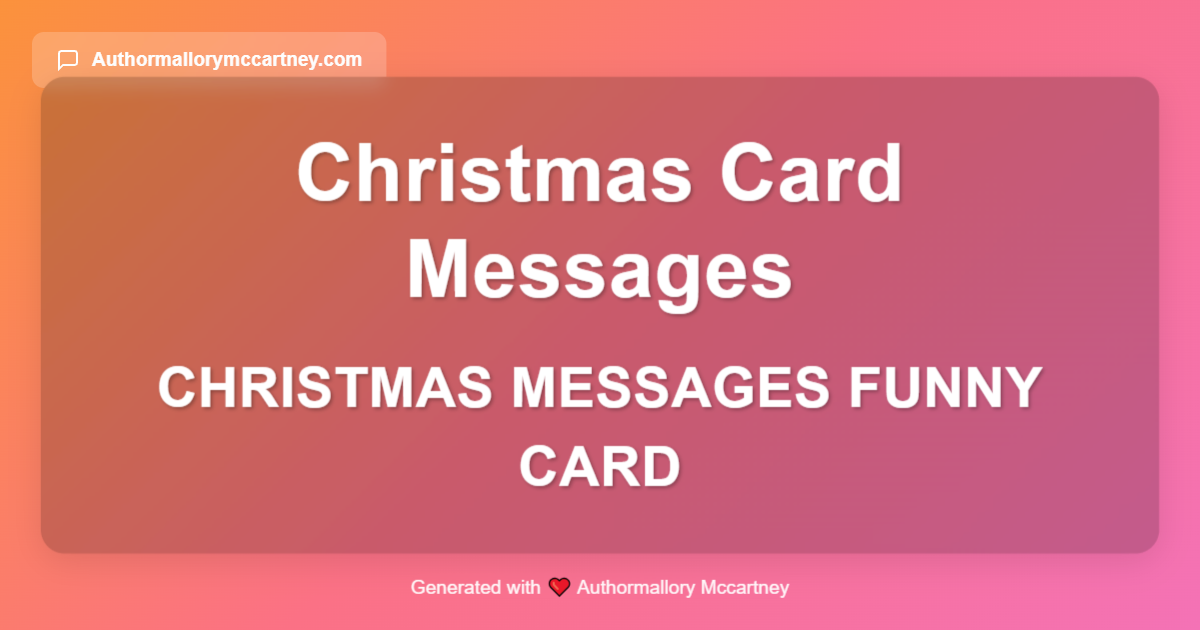 Authormallorymccartney.com
Christmas Card
Messages
CHRISTMAS MESSAGES FUNNY
CARD
Generated with ❤️ Authormallory Mccartney